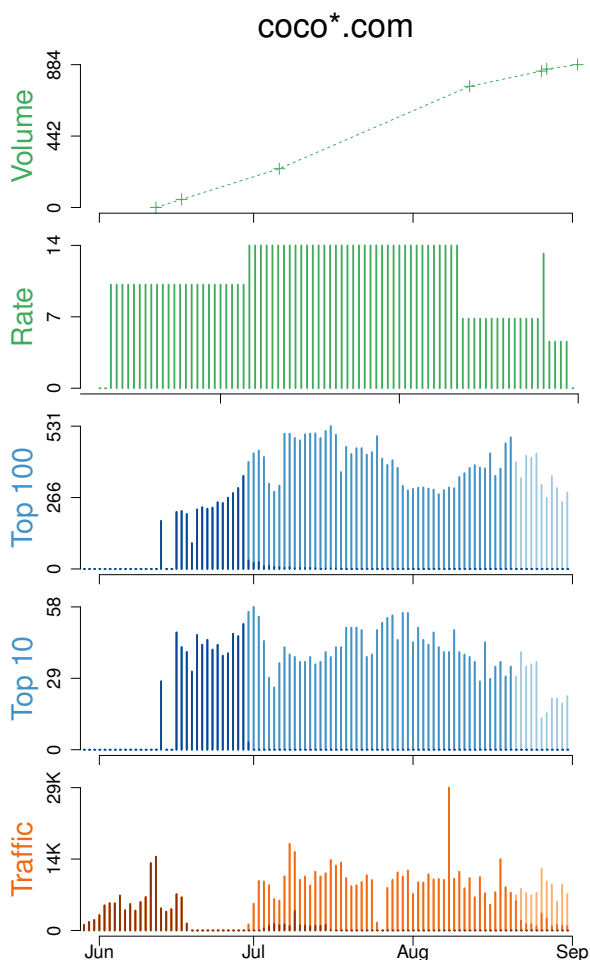 coco*.com
Volume
884
442
0
Rate
14
7
0
Top 100
531
266
0
Top 10
58
29
0
Traffic
29K
14K
0
Jun Jul Aug Sep